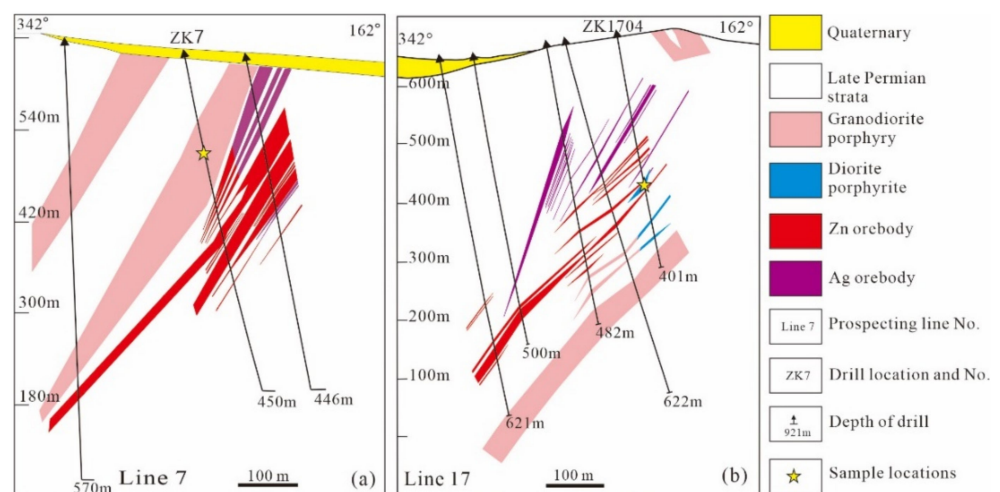 342°
ZK7
162°
540m
420m
300m
180m
450m
446m
570m
Line 7
100 m
(a)
342°
ZK1704
162°
600m
500m
400m
300m
200m
100m
401m
482m
500m
622m
621m
Line 17
100 m
(b)
Quaternary
Late Permian
strata
Granodiorite
porphyry
Diorite
porphyrite
Zn orebody
Ag orebody
Line 7
Prospecting line No.
ZK7
Drill location and No.
921m
Depth of drill
Sample locations